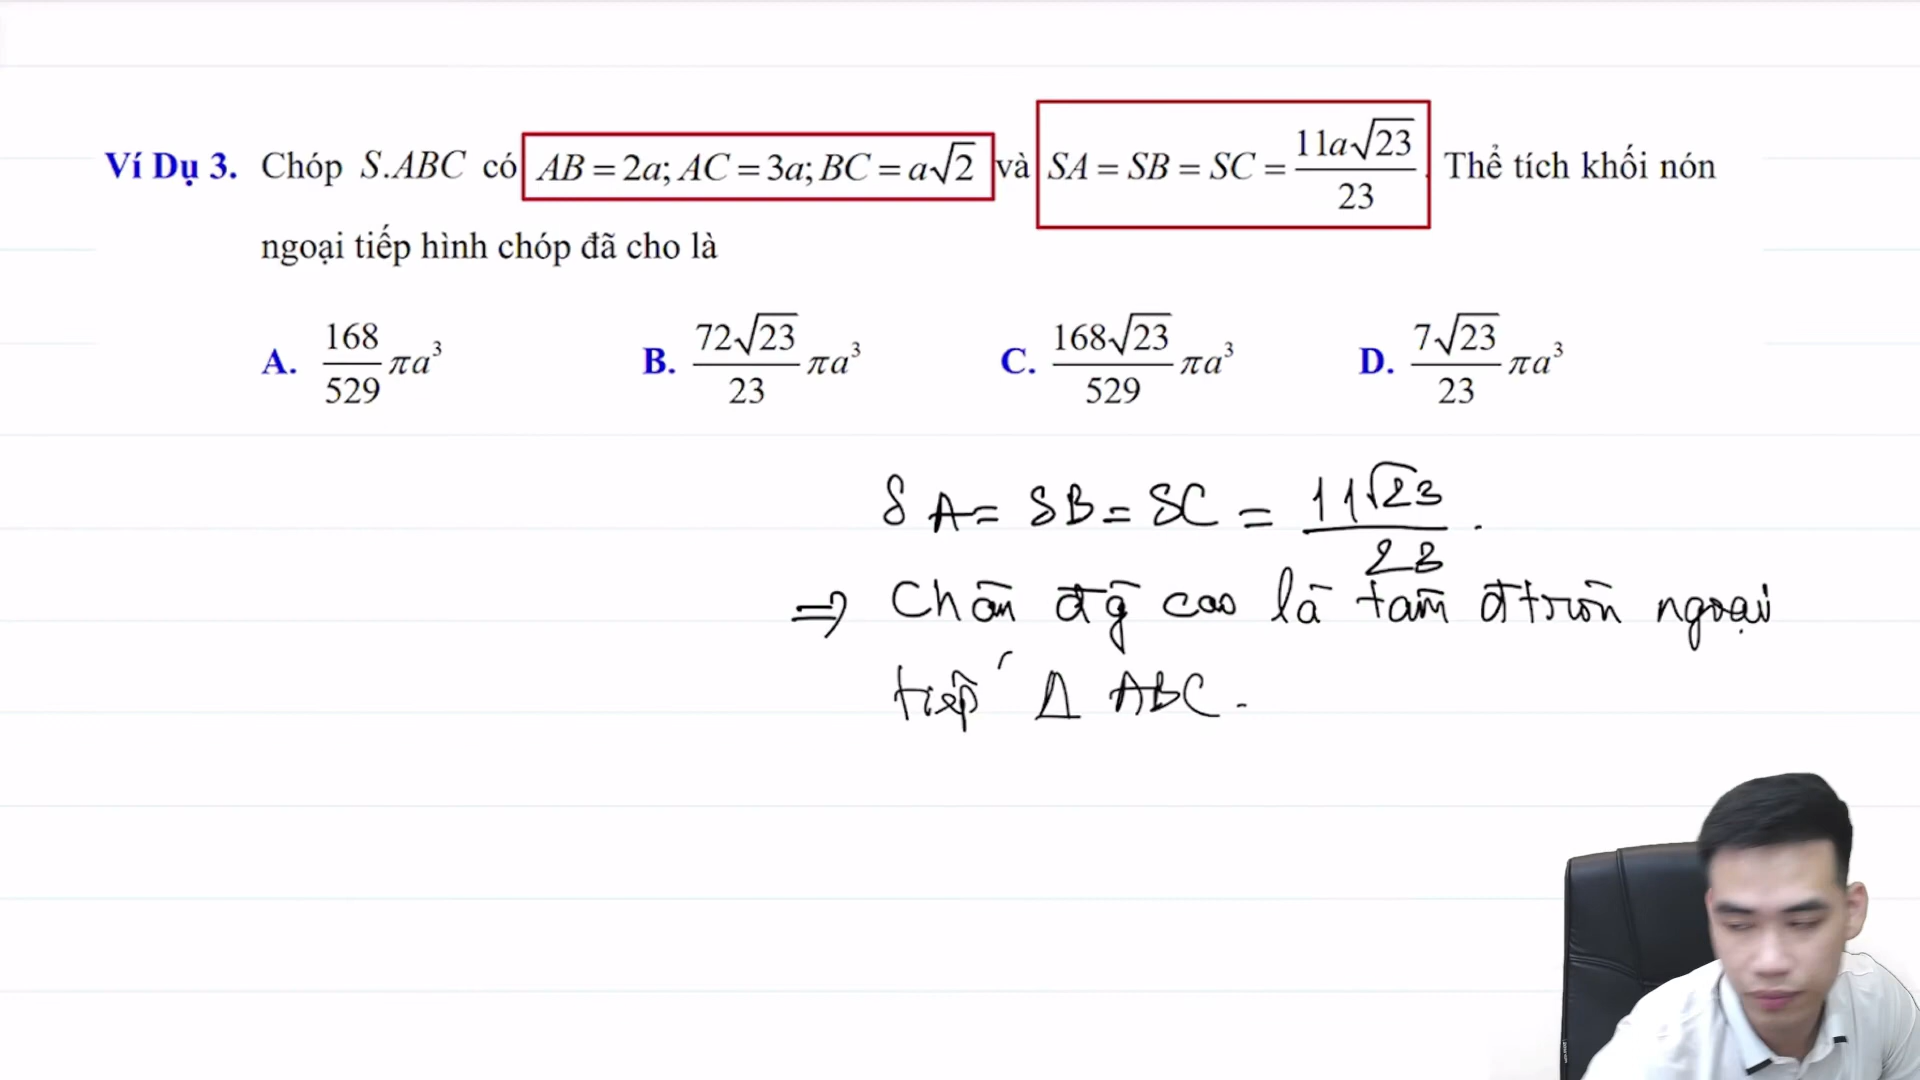 Ví Dụ 3. Chóp S.ABC có AB = 2a; AC = 3a; BC = a√2 và SA = SB = SC = 11a√23/23. Thể tích khối nón
ngoại tiếp hình chóp đã cho là
A. 168/529 πa³ B. 72√23/23 πa³ C. 168√23/529 πa³ D. 7√23/23 πa³
SA = SB = SC = 11√23/23.
⇒ Chân đg cao là tâm đtròn ngoại
tiếp Δ ABC.